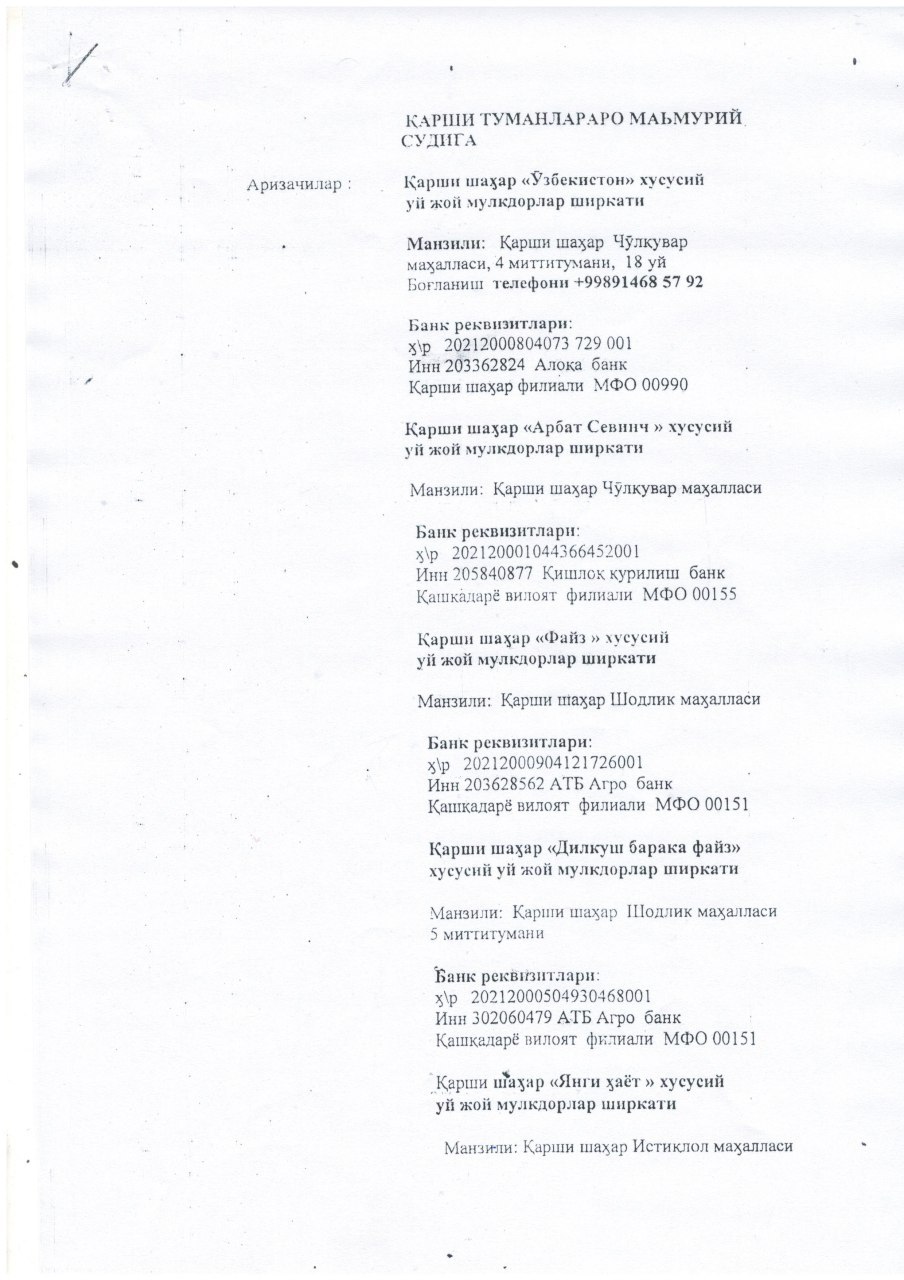 ҚАРШИ ТУМАНЛАРАРО МАЬМУРИЙ
СУДИГА
Аризачилар : Қарши шаҳар «Ўзбекистон» хусусий
уй жой мулкдорлар ширкати
Манзили: Қарши шаҳар Чўлқувар
маҳалласи, 4 миттитумани, 18 уй
Боғланиш телефони +99891468 57 92
Банк реквизитлари:
ҳ\р 20212000804073 729 001
Инн 203362824 Алоқа банк
Қарши шаҳар филиали МФО 00990
Қарши шаҳар «Арбат Севинч » хусусий
уй жой мулкдорлар ширкати
Манзили: Қарши шаҳар Чўлқувар маҳалласи
Банк реквизитлари:
ҳ\р 202120001044366452001
Инн 205840877 Қишлоқ қурилиш банк
Қашкадарё вилоят филиали МФО 00155
Қарши шаҳар «Файз » хусусий
уй жой мулкдорлар ширкати
Манзили: Қарши шаҳар Шодлик маҳалласи
Банк реквизитлари:
ҳ\р 20212000904121726001
Инн 203628562 АТБ Агро банк
Қашкадарё вилоят филиали МФО 00151
Қарши шаҳар «Дилкуш барака файз»
хусусий уй жой мулкдорлар ширкати
Манзили: Қарши шаҳар Шодлик маҳалласи
5 миттитумани
Банк реквизитлари:
ҳ\р 20212000504930468001
Инн 302060479 АТБ Агро банк
Қашқадарё вилоят филиали МФО 00151
Қарши шаҳар «Янги ҳаёт » хусусий
уй жой мулкдорлар ширкати
Манзили: Қарши шаҳар Истиқлол маҳалласи